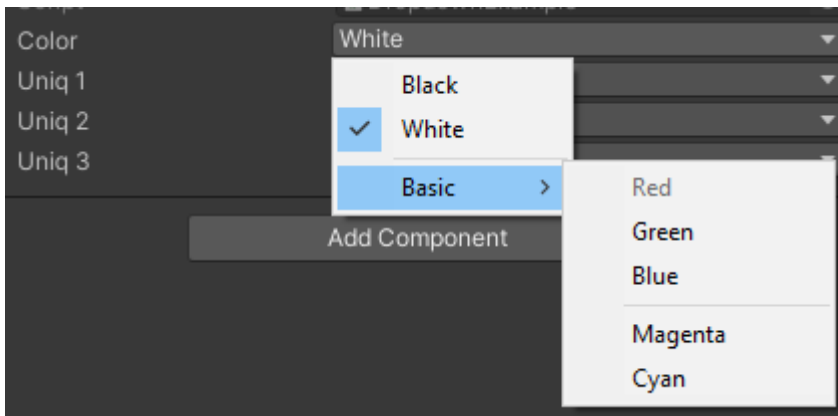 Color White
Uniq 1
Uniq 2
Uniq 3
Black
White
Basic
Red
Green
Blue
Magenta
Cyan
Add Component